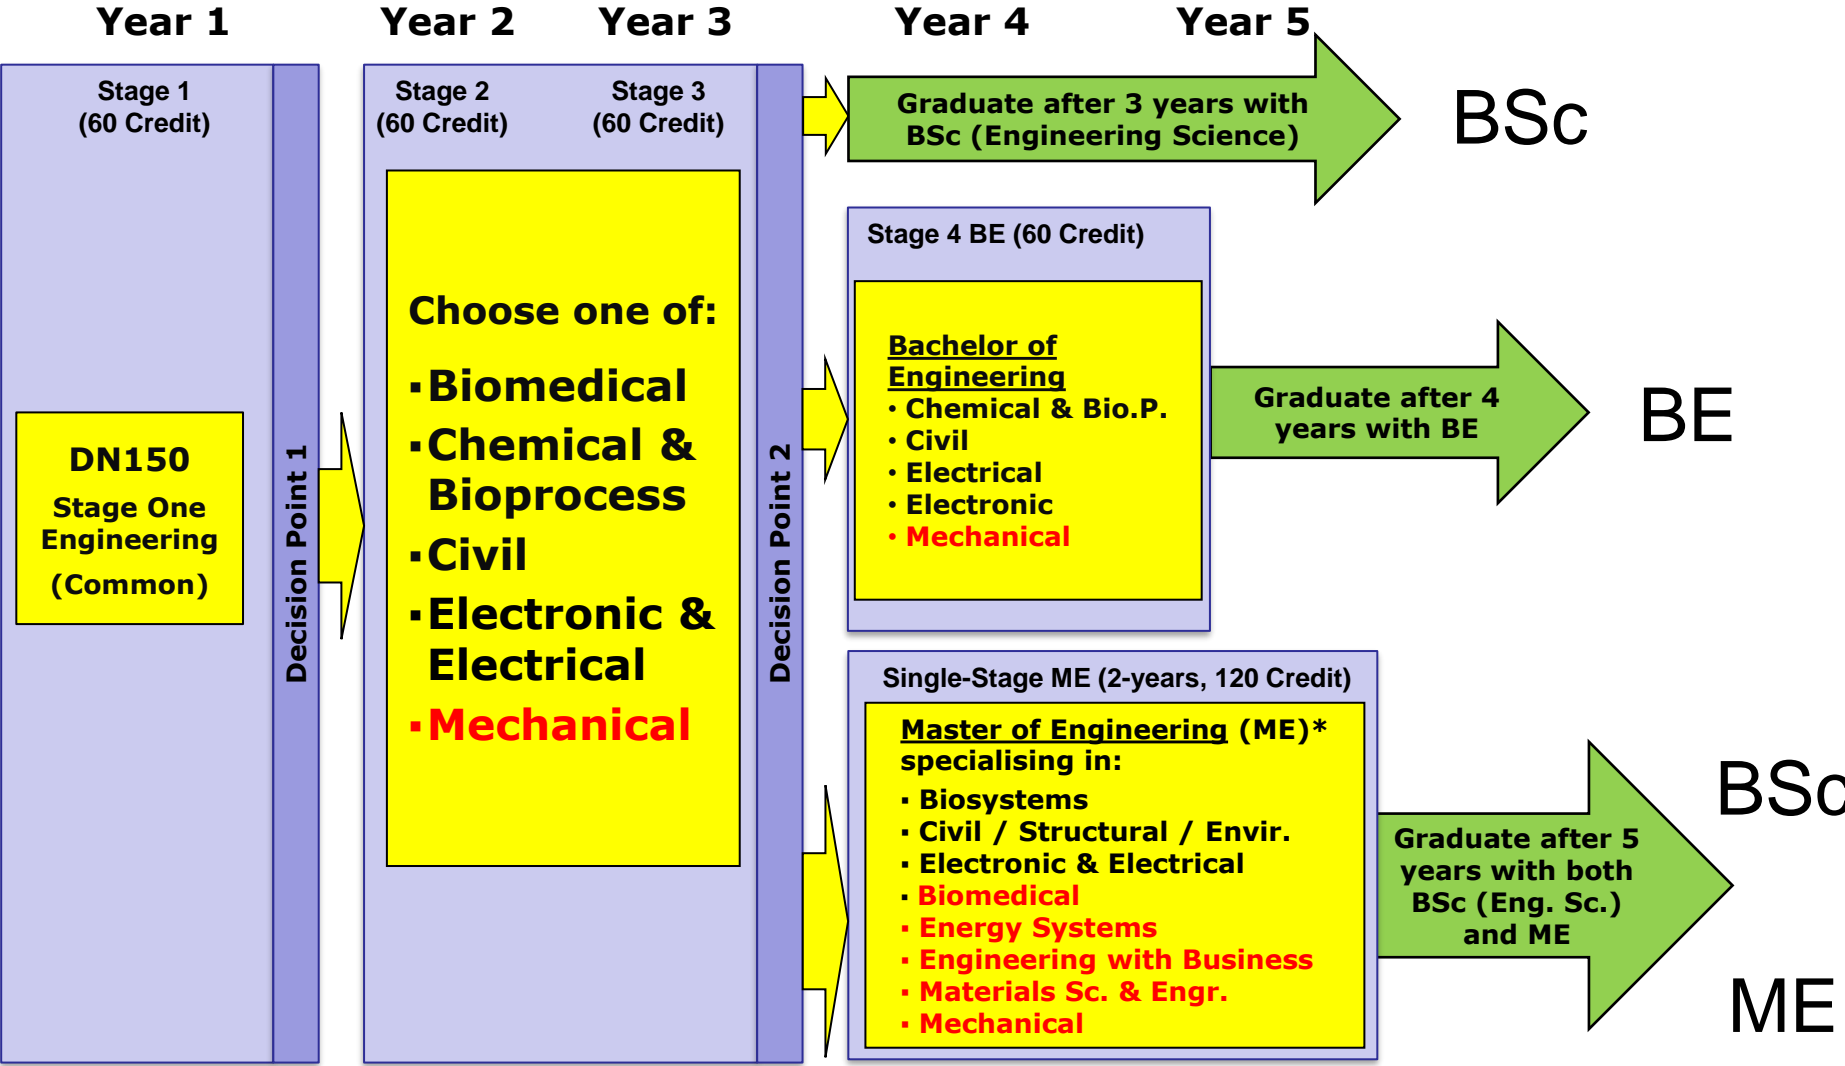 Year 1
Year 2
Year 3
Year 4
Year 5
Stage 1
(60 Credit)
DN150
Stage One
Engineering
(Common)
Decision Point 1
Stage 2
(60 Credit)
Stage 3
(60 Credit)
Choose one of:
▪Biomedical
▪Chemical &
Bioprocess
▪Civil
▪Electronic &
Electrical
▪Mechanical
Decision Point 2
Graduate after 3 years with
BSc (Engineering Science)
BSc
Stage 4 BE (60 Credit)
Bachelor of
Engineering
• Chemical & Bio.P.
• Civil
• Electrical
• Electronic
• Mechanical
Graduate after 4
years with BE
BE
Single-Stage ME (2-years, 120 Credit)
Master of Engineering (ME)*
specialising in:
▪ Biosystems
▪ Civil / Structural / Envir.
▪ Electronic & Electrical
▪ Biomedical
▪ Energy Systems
▪ Engineering with Business
▪ Materials Sc. & Engr.
▪ Mechanical
Graduate after 5
years with both
BSc (Eng. Sc.)
and ME
BSc
ME